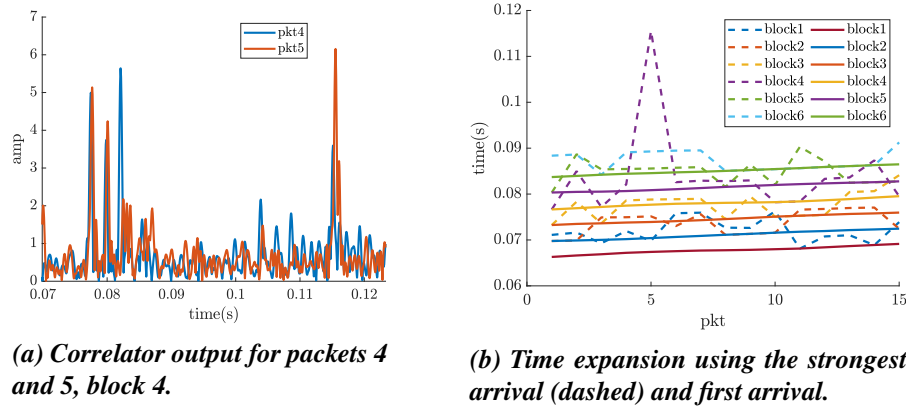 7
6
5
4
3
2
1
0
amp
pkt4
pkt5
0.07 0.08 0.09 0.1 0.11 0.12
time(s)
(a) Correlator output for packets 4
and 5, block 4.
0.12
0.11
0.1
0.09
0.08
0.07
0.06
time(s)
block1 block1
block2 block2
block3 block3
block4 block4
block5 block5
block6 block6
5 10 15
pkt
(b) Time expansion using the strongest
arrival (dashed) and first arrival.